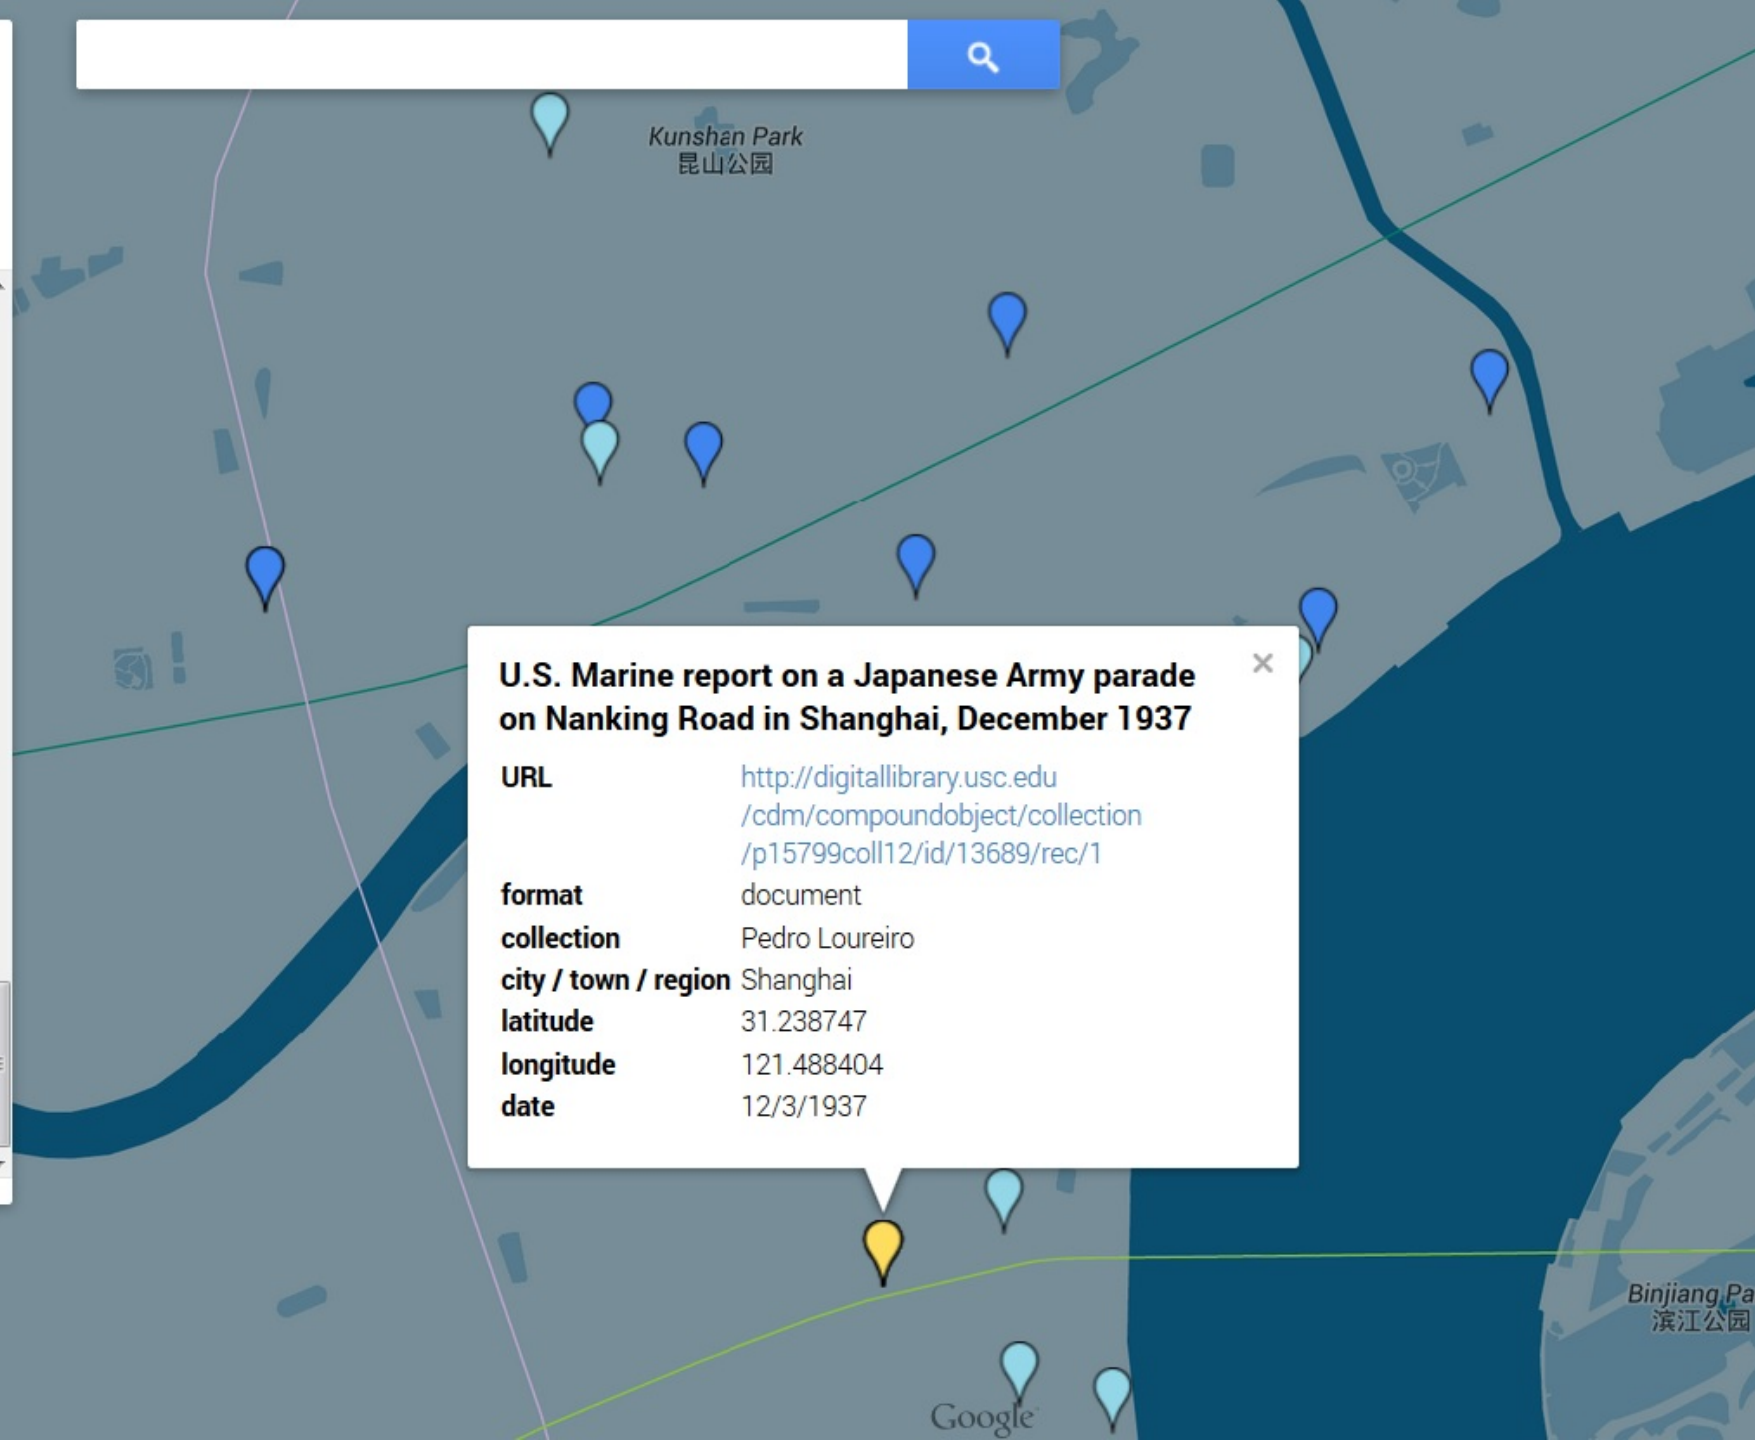 Kunshan Park
昆山公园
U.S. Marine report on a Japanese Army parade
on Nanking Road in Shanghai, December 1937
URL http://digitallibrary.usc.edu
/cdm/compoundobject/collection
/p15799coll12/id/13689/rec/1
format document
collection Pedro Loureiro
city / town / region Shanghai
latitude 31.238747
longitude 121.488404
date 12/3/1937
Binjiang Pa
滨江公园
Google